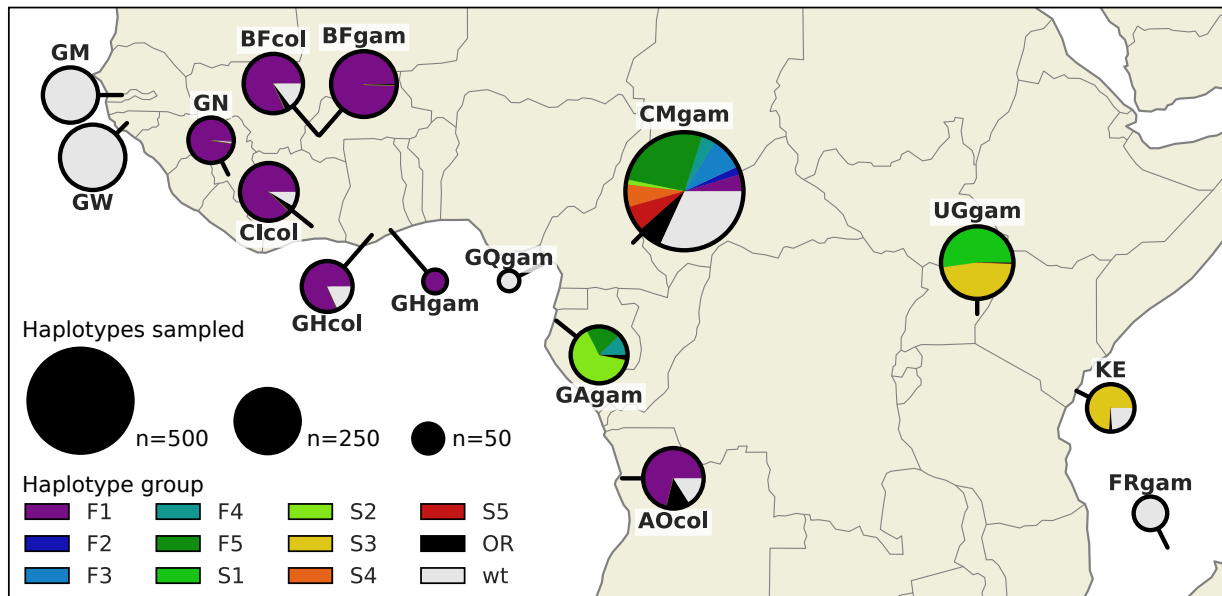 BFcol
BFgam
GM
GN
CMgam
GW
CIcol
UGgam
GQgam
GHcol
GHgam
Haplotypes sampled
KE
GAgam
n=500
n=250
n=50
FRgam
Haplotype group
AOcol
F1
F4
S2
S5
F2
F5
S3
OR
F3
S1
S4
wt